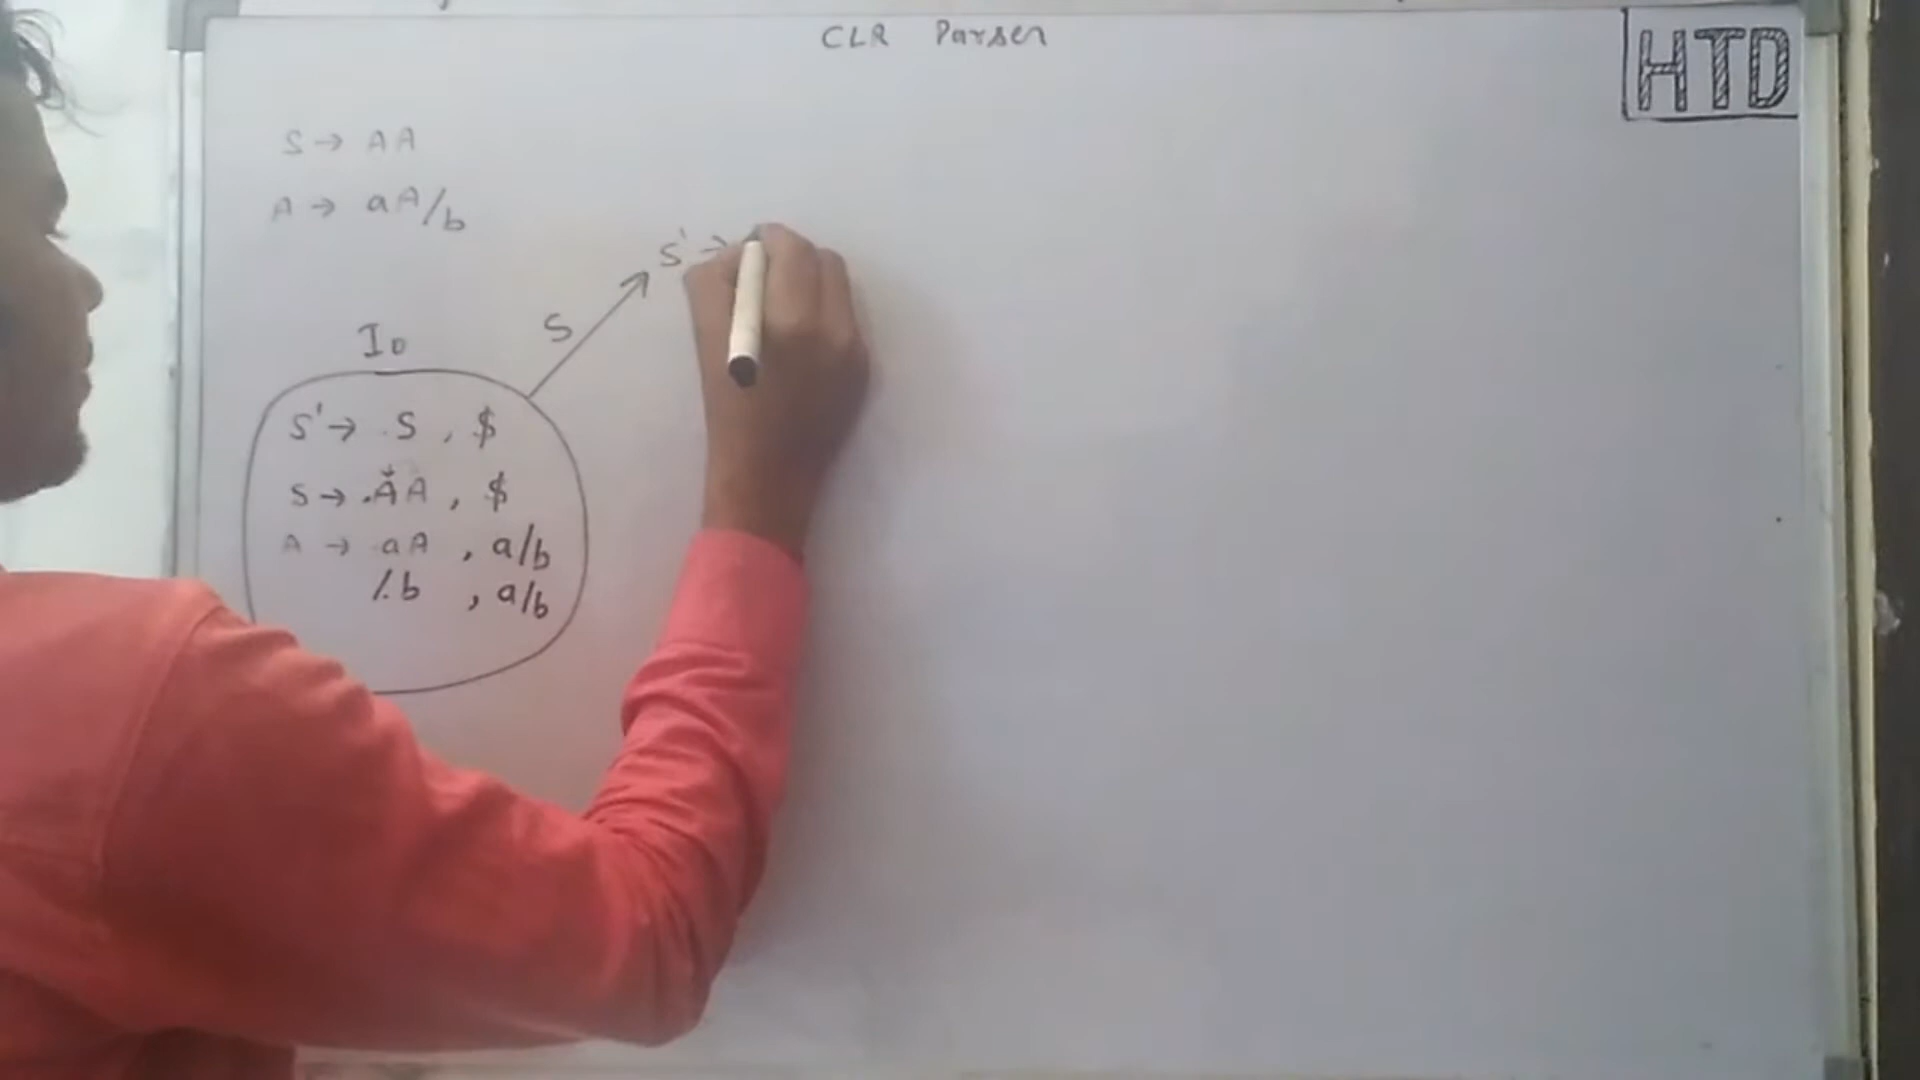 CLR Parser
HTD
S → AA
A → aA/b
S' →
S
I0
S' → .S , $
S → .AA , $
A → .aA , a/b
/.b , a/b